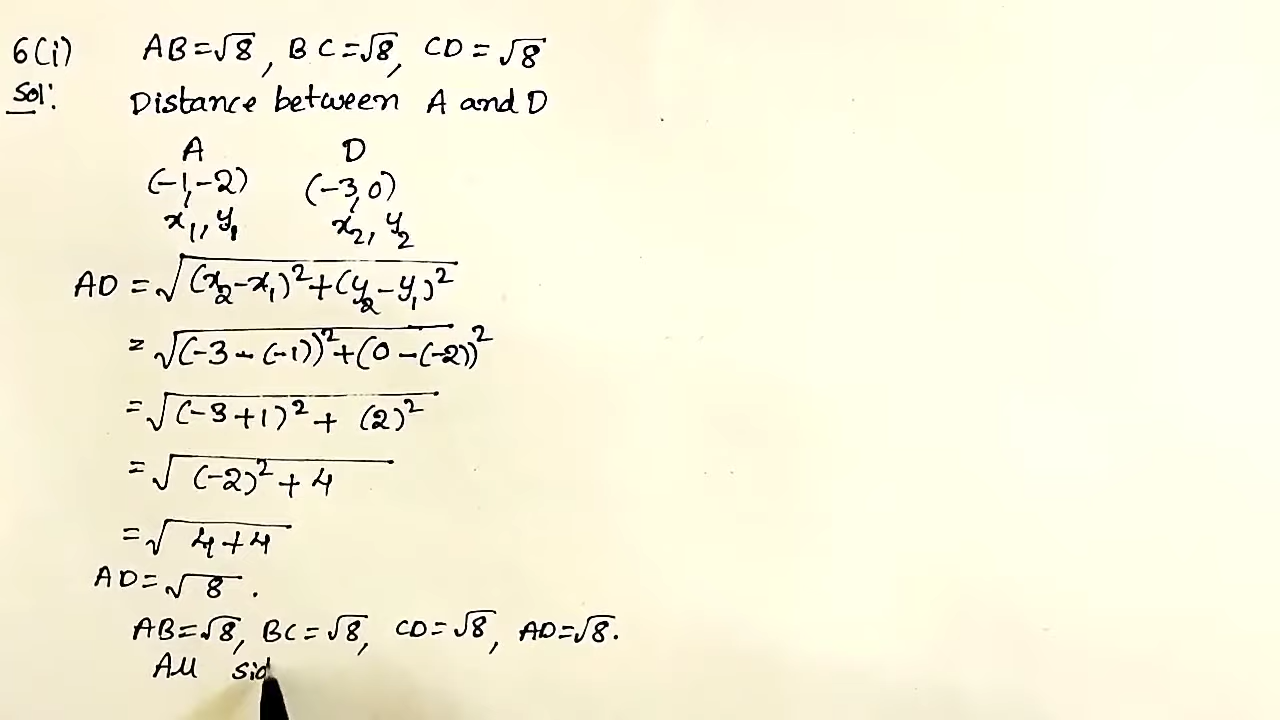 6(i) AB=√8, BC=√8, CD=√8
Sol: Distance between A and D
A D
(-1,-2) (-3,0)
x₁, y₁ x₂, y₂
AD = √(x₂-x₁)²+(y₂-y₁)²
= √(-3-(-1))²+(0-(-2))²
= √(-3+1)²+ (2)²
= √(-2)²+4
= √4+4
AD=√8.
AB=√8, BC=√8, CD=√8, AD=√8.
All sid